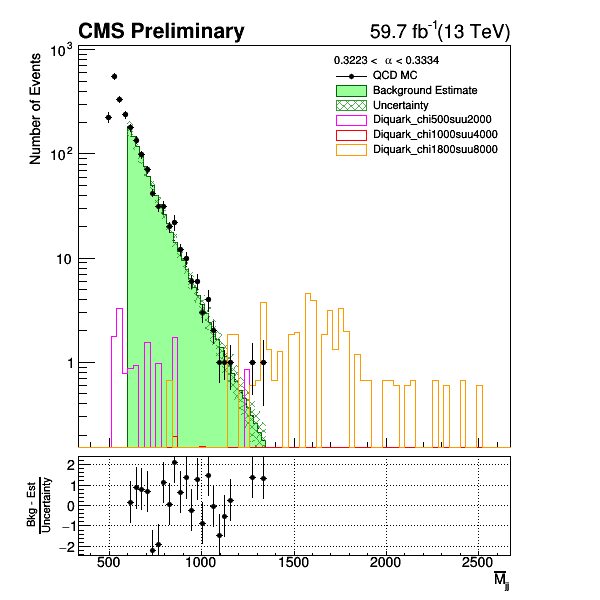 CMS Preliminary
59.7 fb⁻¹(13 TeV)
Number of Events
10³
10²
10
1
0.3223 < α < 0.3334
QCD MC
Background Estimate
Uncertainty
Diquark_chi500suu2000
Diquark_chi1000suu4000
Diquark_chi1800suu8000
Bkg - Est
Uncertainty
2
1
0
−1
−2
500
1000
1500
2000
2500
M̅jj